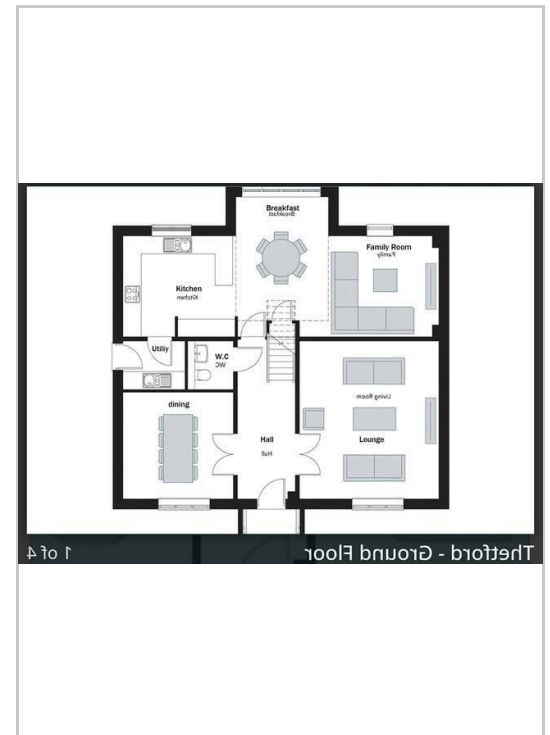 Breakfast
Breakfast
Family Room
Family
Kitchen
Kitchen
Utiliy
W.C
WC
dining
Living Room
Hall
Hall
Lounge
Thetford - Ground Floor
1 of 4